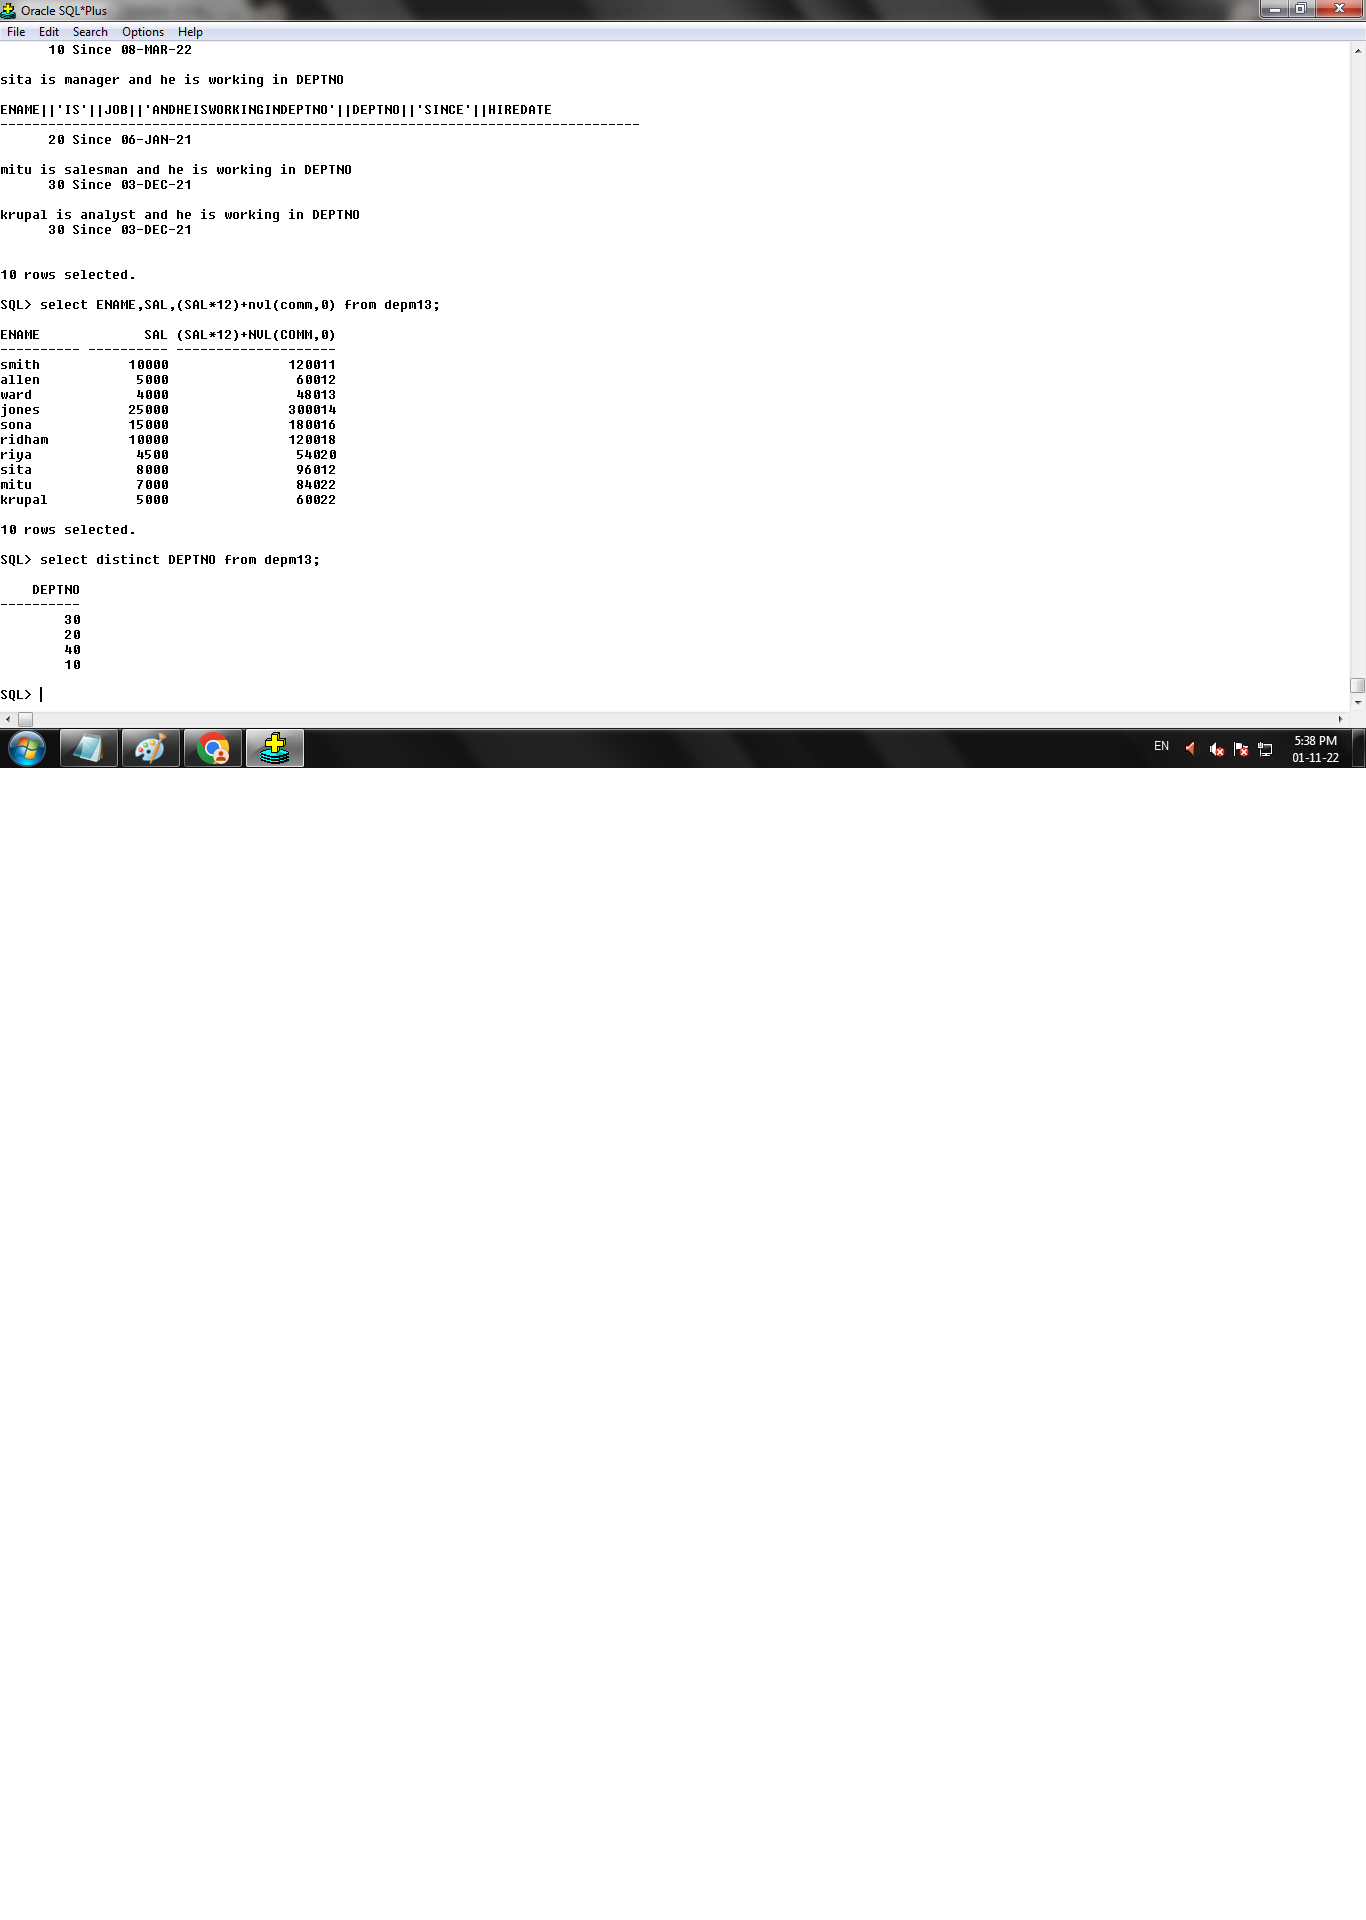 Oracle SQL*Plus
File Edit Search Options Help
10 Since 08-MAR-22
sita is manager and he is working in DEPTNO
ENAME||'IS'||JOB||'ANDHEISWORKINGINDEPTNO'||DEPTNO||'SINCE'||HIREDATE
--------------------------------------------------------------------------------
20 Since 06-JAN-21
mitu is salesman and he is working in DEPTNO
30 Since 03-DEC-21
krupal is analyst and he is working in DEPTNO
30 Since 03-DEC-21
10 rows selected.
SQL> select ENAME,SAL,(SAL*12)+nvl(comm,0) from depm13;
ENAME SAL (SAL*12)+NVL(COMM,0)
---------- ---------- --------------------
smith 10000 120011
allen 5000 60012
ward 4000 48013
jones 25000 300014
sona 15000 180016
ridham 10000 120018
riya 4500 54020
sita 8000 96012
mitu 7000 84022
krupal 5000 60022
10 rows selected.
SQL> select distinct DEPTNO from depm13;
DEPTNO
----------
30
20
40
10
SQL>
EN
5:38 PM
01-11-22